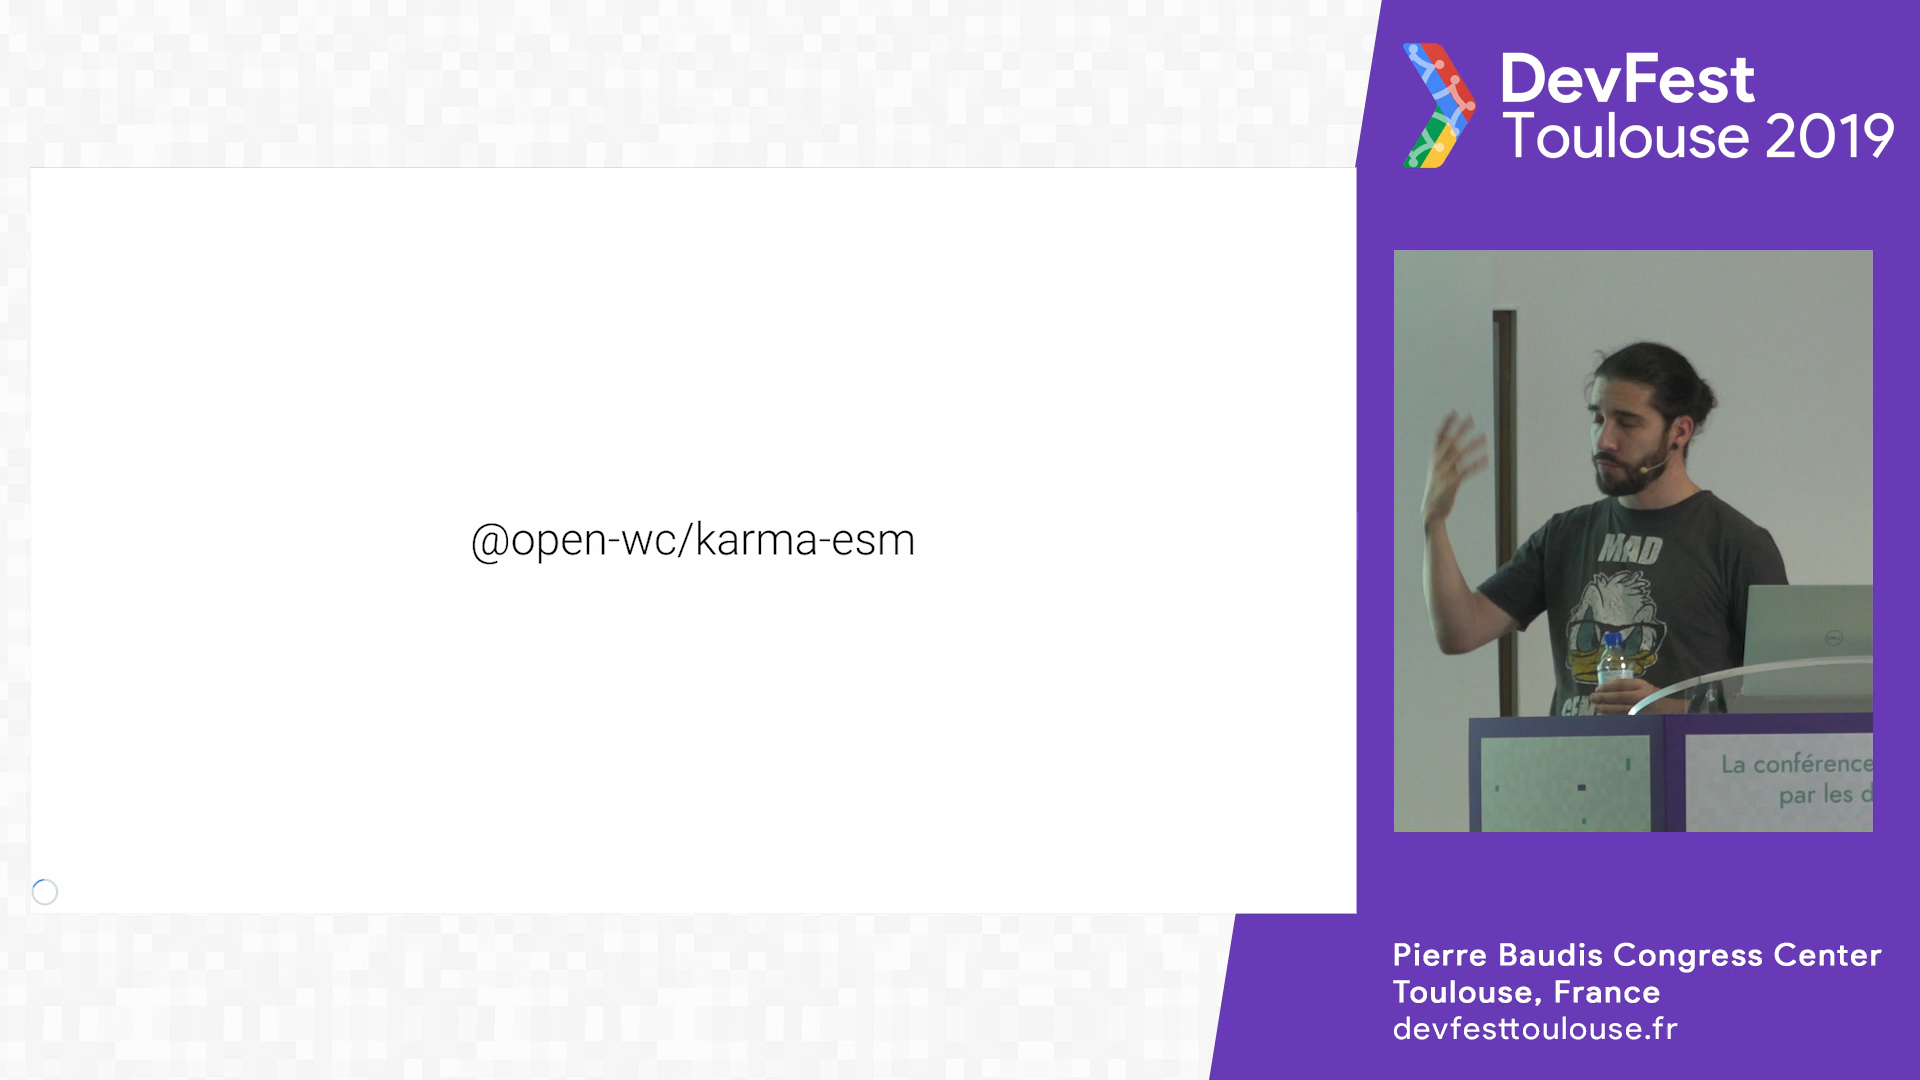 DevFest
Toulouse 2019
@open-wc/karma-esm
MAD
La conférence
par les d
Pierre Baudis Congress Center
Toulouse, France
devfesttoulouse.fr